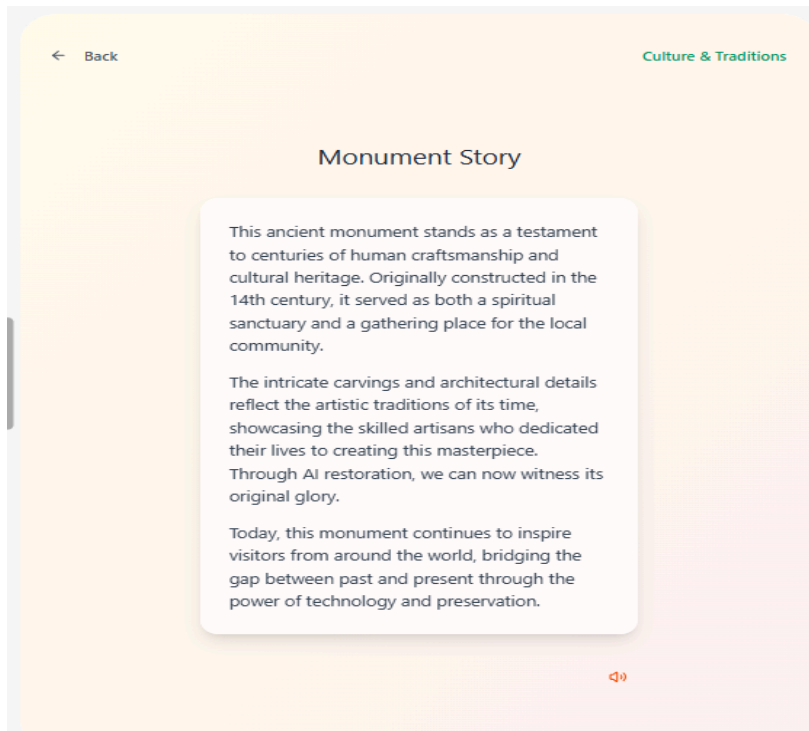 Back
Culture & Traditions
Monument Story
This ancient monument stands as a testament
to centuries of human craftsmanship and
cultural heritage. Originally constructed in the
14th century, it served as both a spiritual
sanctuary and a gathering place for the local
community.
The intricate carvings and architectural details
reflect the artistic traditions of its time,
showcasing the skilled artisans who dedicated
their lives to creating this masterpiece.
Through AI restoration, we can now witness its
original glory.
Today, this monument continues to inspire
visitors from around the world, bridging the
gap between past and present through the
power of technology and preservation.